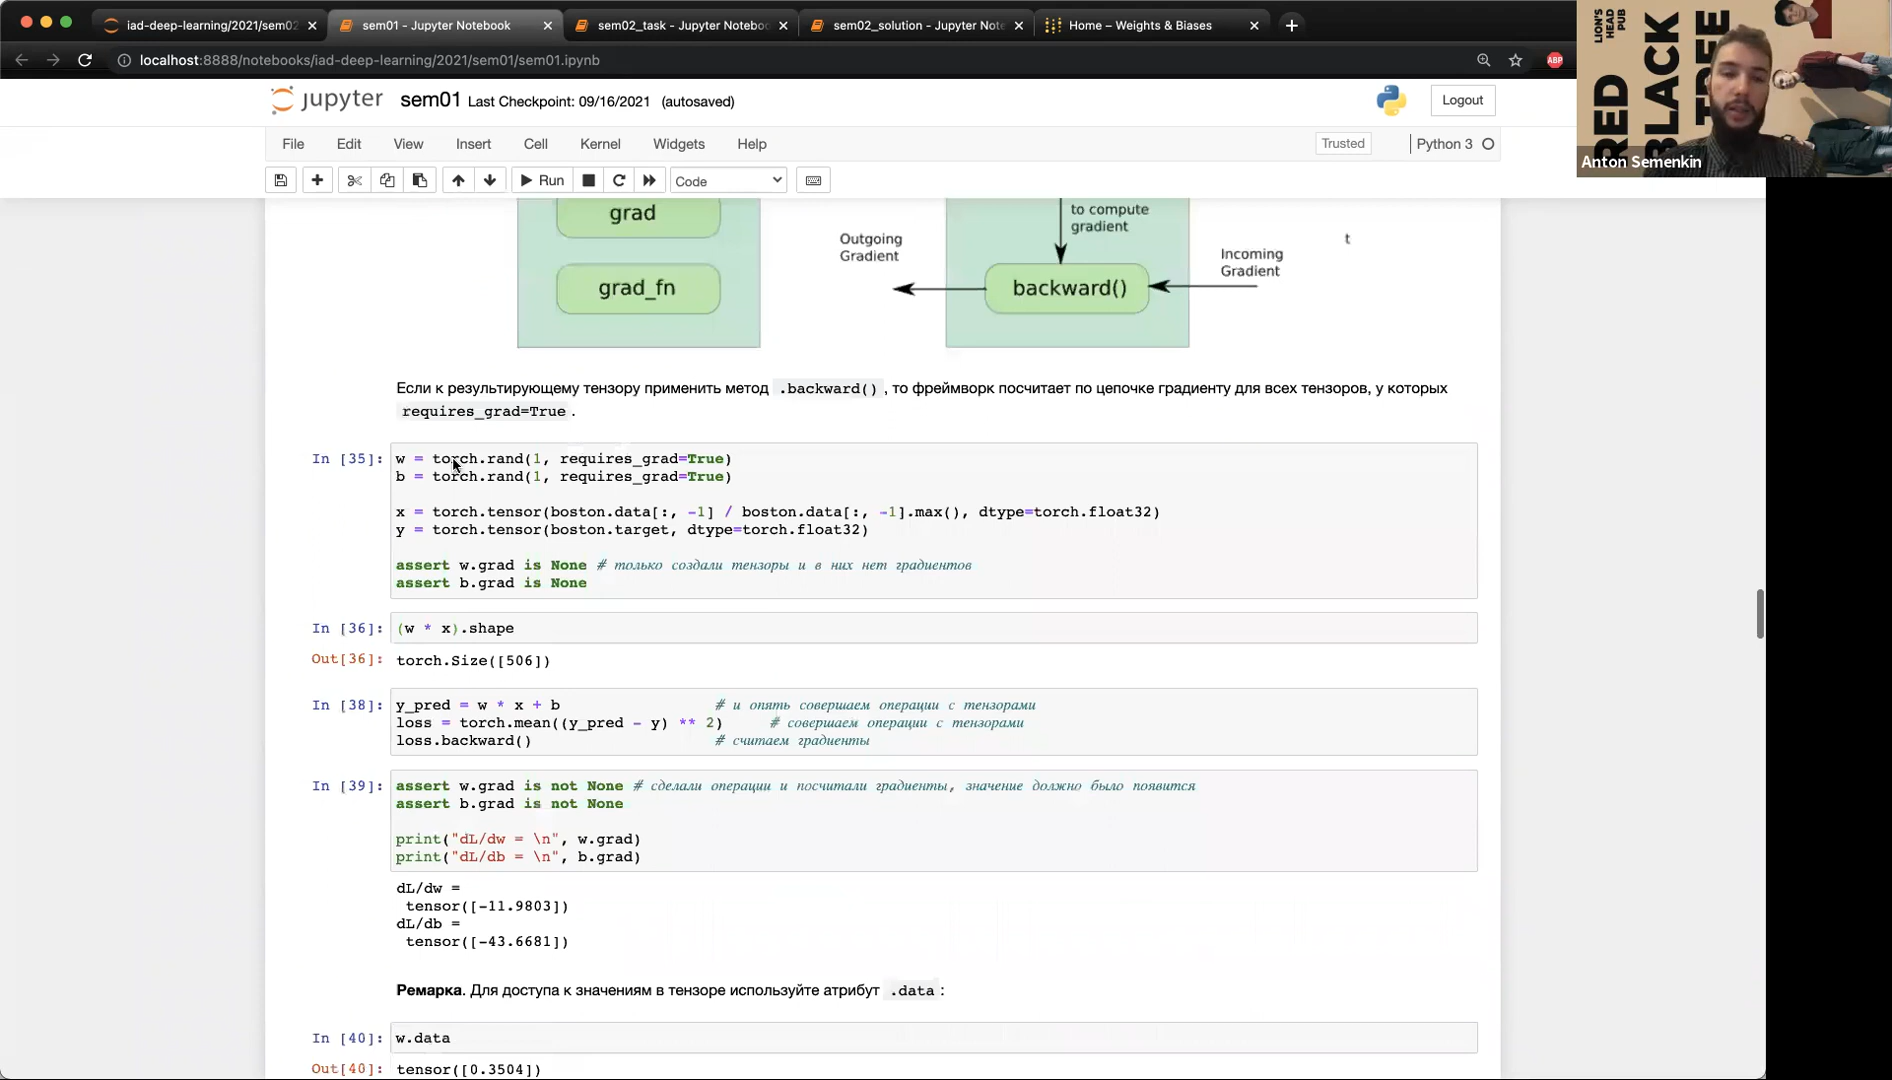 iad-deep-learning/2021/sem02
sem01 - Jupyter Notebook
sem02_task - Jupyter Noteboo
sem02_solution - Jupyter Note
Home – Weights & Biases
localhost:8888/notebooks/iad-deep-learning/2021/sem01/sem01.ipynb
ABP
LION'S
HEAD
PUB
RED
BLACK
TREE
Anton Semenkin
jupyter sem01 Last Checkpoint: 09/16/2021 (autosaved)
Logout
File Edit View Insert Cell Kernel Widgets Help
Trusted
Python 3
Run
Code
grad
to compute
gradient
Outgoing
Gradient
t
Incoming
Gradient
grad_fn
backward()
Если к результирующему тензору применить метод .backward() , то фреймворк посчитает по цепочке градиенту для всех тензоров, у которых
requires_grad=True .
In [35]: w = torch.rand(1, requires_grad=True)
b = torch.rand(1, requires_grad=True)
x = torch.tensor(boston.data[:, -1] / boston.data[:, -1].max(), dtype=torch.float32)
y = torch.tensor(boston.target, dtype=torch.float32)
assert w.grad is None # только создали тензоры и в них нет градиентов
assert b.grad is None
In [36]: (w * x).shape
Out[36]: torch.Size([506])
In [38]: y_pred = w * x + b # и опять совершаем операции с тензорами
loss = torch.mean((y_pred - y) ** 2) # совершаем операции с тензорами
loss.backward() # считаем градиенты
In [39]: assert w.grad is not None # сделали операции и посчитали градиенты, значение должно было появится
assert b.grad is not None
print("dL/dw = \n", w.grad)
print("dL/db = \n", b.grad)
dL/dw =
tensor([-11.9803])
dL/db =
tensor([-43.6681])
Ремарка. Для доступа к значениям в тензоре используйте атрибут .data :
In [40]: w.data
Out[40]: tensor([0.3504])